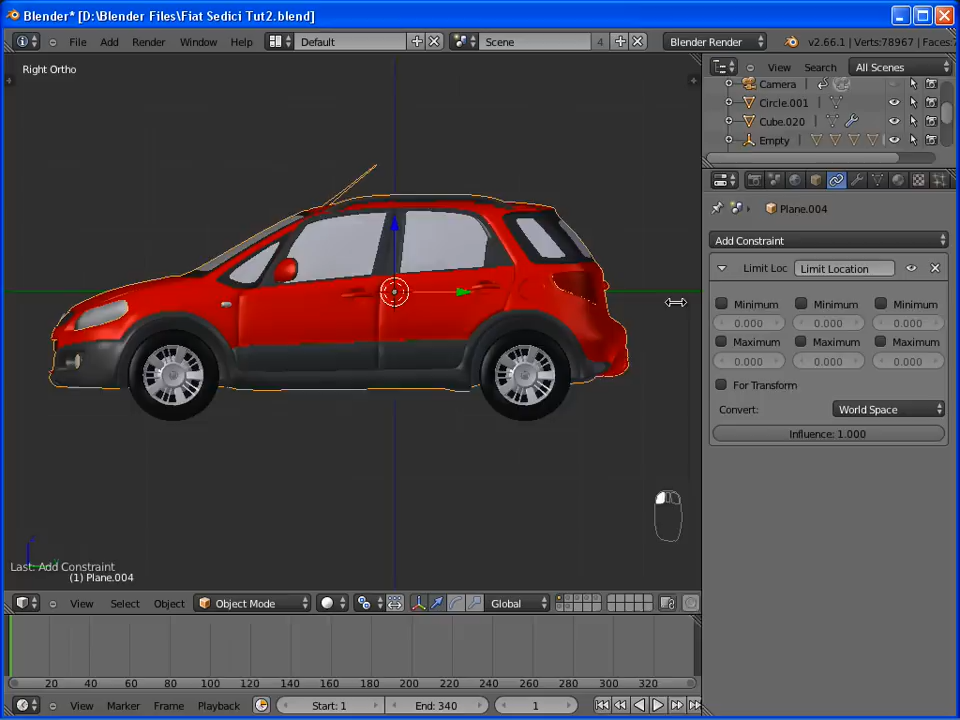 Blender* [D:\Blender Files\Fiat Sedici Tut2.blend]
File Add Render Window Help Default Scene 4 Blender Render v2.66.1 | Verts:78967 | Faces:7
Right Ortho
View Search All Scenes
Camera
Circle.001
Cube.020
Empty
Plane.004
Add Constraint
Limit Loc Limit Location
Minimum Minimum Minimum
0.000 0.000 0.000
Maximum Maximum Maximum
0.000 0.000 0.000
For Transform
Convert: World Space
Influence: 1.000
Last: Add Constraint
(1) Plane.004
View Select Object Object Mode Global
20 40 60 80 100 120 140 160 180 200 220 240 260 280 300 320
View Marker Frame Playback Start: 1 End: 340 1